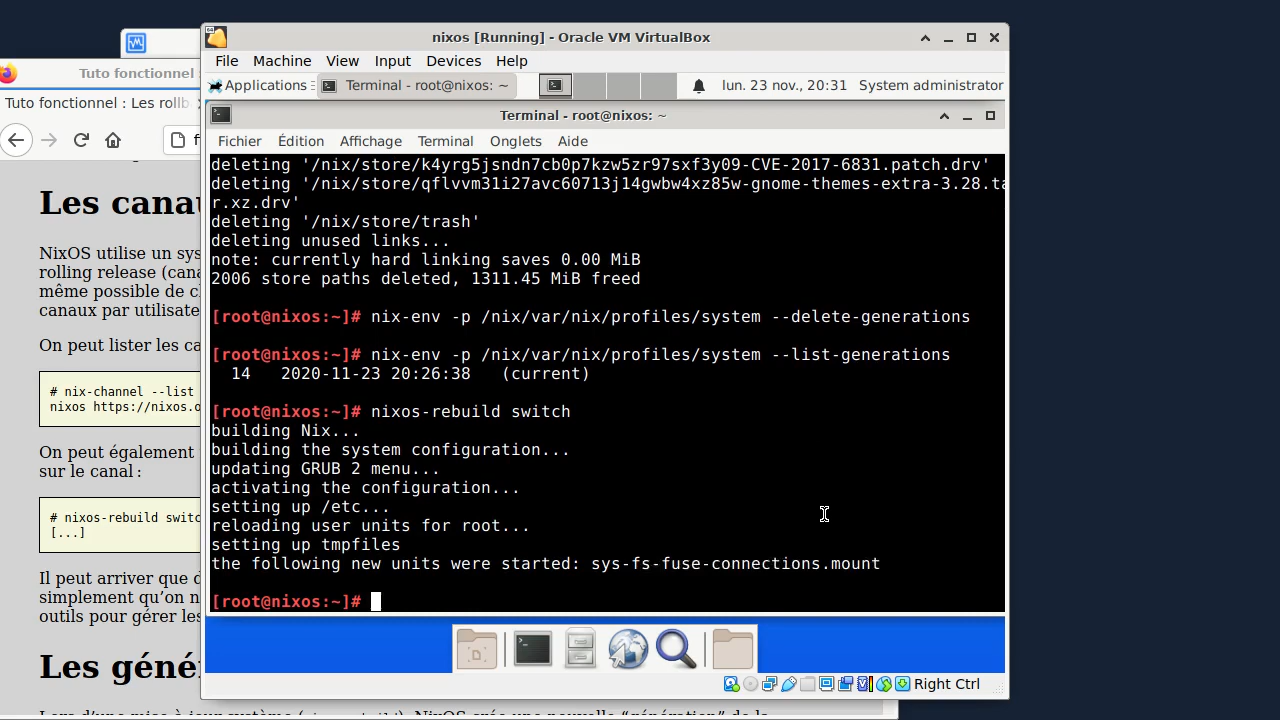 nixos [Running] - Oracle VM VirtualBox
File Machine View Input Devices Help
Applications Terminal - root@nixos: ~ lun. 23 nov., 20:31 System administrator
Terminal - root@nixos: ~
Fichier Édition Affichage Terminal Onglets Aide
deleting '/nix/store/k4yrg5jsndn7cb0p7kzw5zr97sxf3y09-CVE-2017-6831.patch.drv'
deleting '/nix/store/qflvvm31i27avc60713j14gwbw4xz85w-gnome-themes-extra-3.28.ta
r.xz.drv'
deleting '/nix/store/trash'
deleting unused links...
note: currently hard linking saves 0.00 MiB
2006 store paths deleted, 1311.45 MiB freed
[root@nixos:~]# nix-env -p /nix/var/nix/profiles/system --delete-generations
[root@nixos:~]# nix-env -p /nix/var/nix/profiles/system --list-generations
14 2020-11-23 20:26:38 (current)
[root@nixos:~]# nixos-rebuild switch
building Nix...
building the system configuration...
updating GRUB 2 menu...
activating the configuration...
setting up /etc...
reloading user units for root...
setting up tmpfiles
the following new units were started: sys-fs-fuse-connections.mount
[root@nixos:~]#
Right Ctrl
Tuto fonctionnel
Tuto fonctionnel : Les rollb
Les cana
NixOS utilise un sys
rolling release (cana
même possible de c
canaux par utilisate
On peut lister les ca
# nix-channel --list
nixos https://nixos.o
On peut également
sur le canal :
# nixos-rebuild switc
[...]
Il peut arriver que d
simplement qu’on n
outils pour gérer les
Les géné